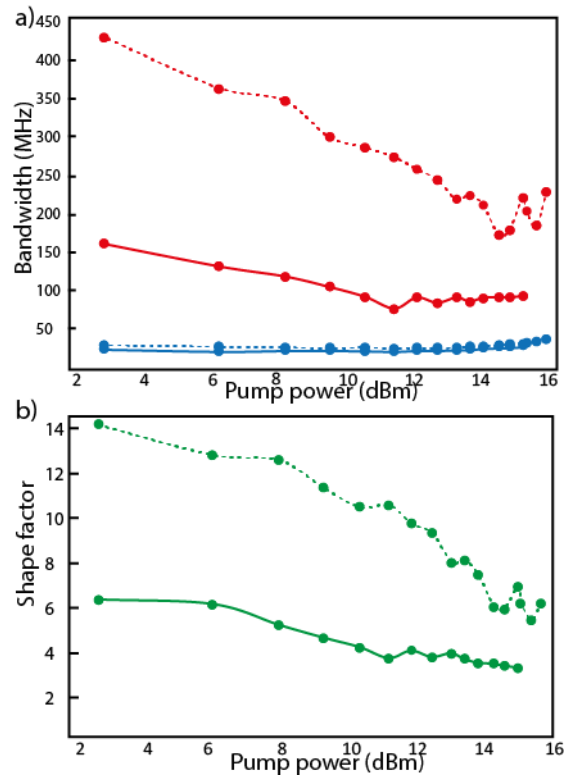 a)
450
400
350
300
250
200
150
100
50
Bandwidth (MHz)
2 4 6 8 10 12 14 16
Pump power (dBm)
b)
14
12
10
8
6
4
2
Shape factor
2 4 6 8 10 12 14 16
Pump power (dBm)